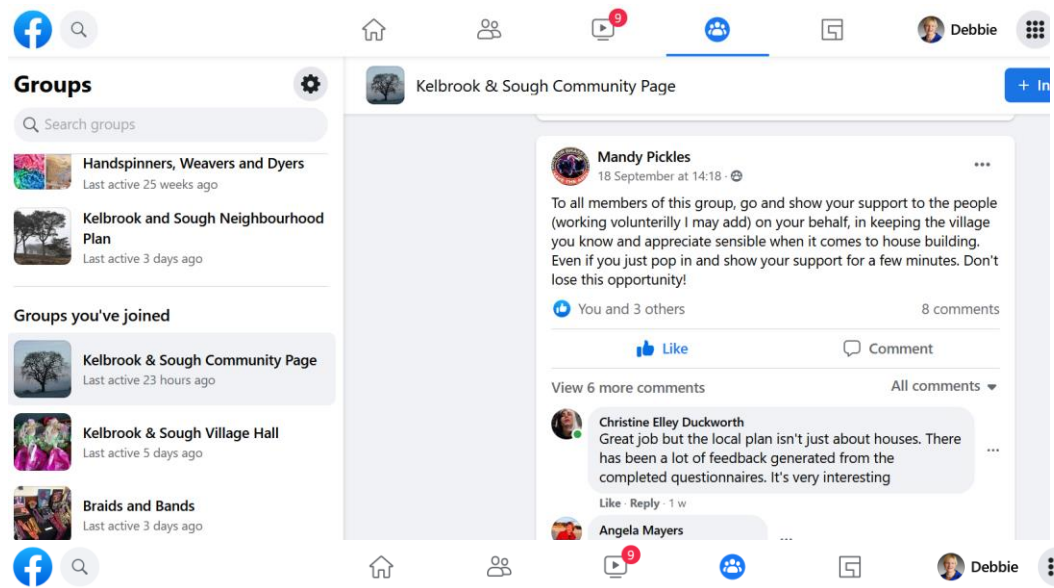 9
Debbie
Groups
Kelbrook & Sough Community Page
+ In
Search groups
Handspinners, Weavers and Dyers
Last active 25 weeks ago
Kelbrook and Sough Neighbourhood
Plan
Last active 3 days ago
Groups you've joined
Kelbrook & Sough Community Page
Last active 23 hours ago
Kelbrook & Sough Village Hall
Last active 5 days ago
Braids and Bands
Last active 3 days ago
Mandy Pickles
18 September at 14:18 ·
To all members of this group, go and show your support to the people
(working volunterilly I may add) on your behalf, in keeping the village
you know and appreciate sensible when it comes to house building.
Even if you just pop in and show your support for a few minutes. Don't
lose this opportunity!
You and 3 others 8 comments
Like Comment
View 6 more comments All comments
Christine Elley Duckworth
Great job but the local plan isn't just about houses. There
has been a lot of feedback generated from the
completed questionnaires. It's very interesting
Like · Reply · 1 w
Angela Mayers
9
Debbie